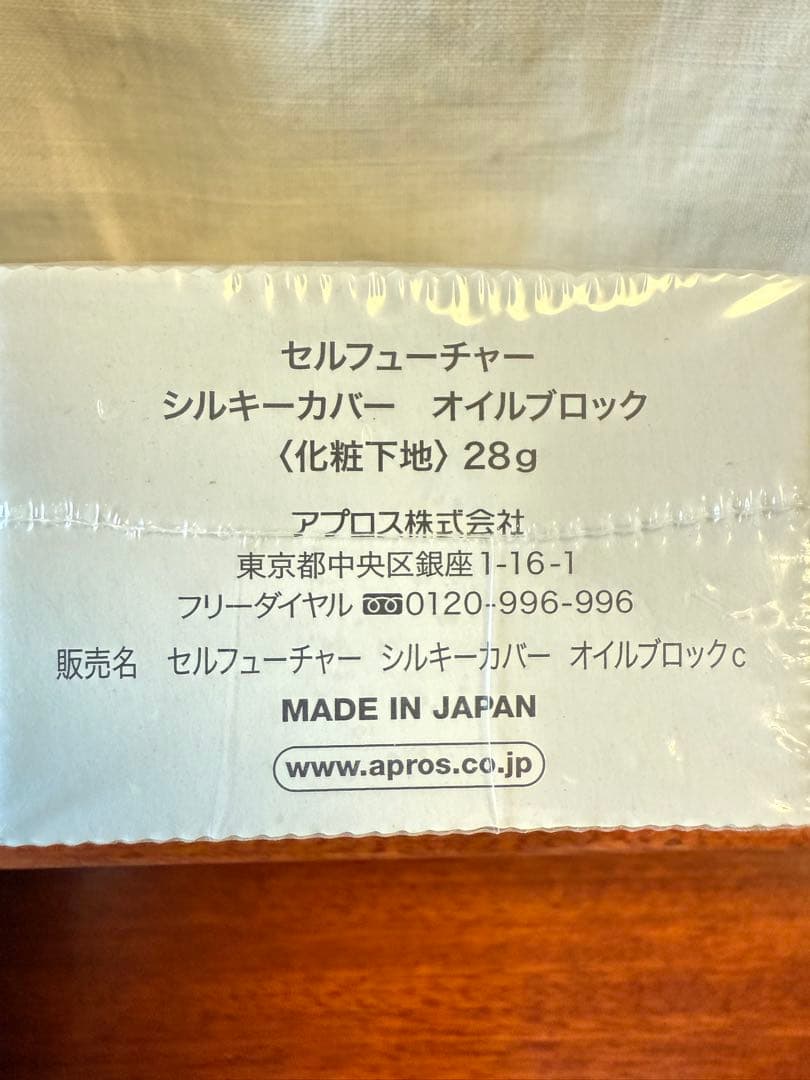 セルフューチャー
シルキーカバー　オイルブロック
〈化粧下地〉28g
アプロス株式会社
東京都中央区銀座1-16-1
フリーダイヤル 0120-996-996
販売名　セルフューチャー　シルキーカバー　オイルブロックc
MADE IN JAPAN
www.apros.co.jp